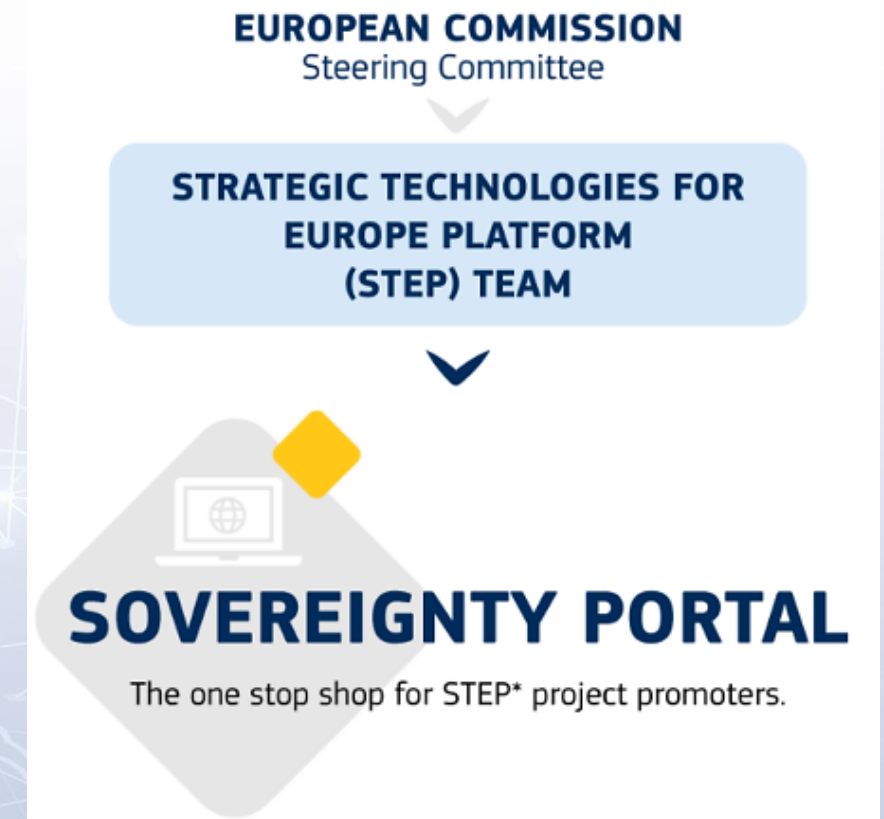 EUROPEAN COMMISSION
Steering Committee
STRATEGIC TECHNOLOGIES FOR
EUROPE PLATFORM
(STEP) TEAM
SOVEREIGNTY PORTAL
The one stop shop for STEP* project promoters.